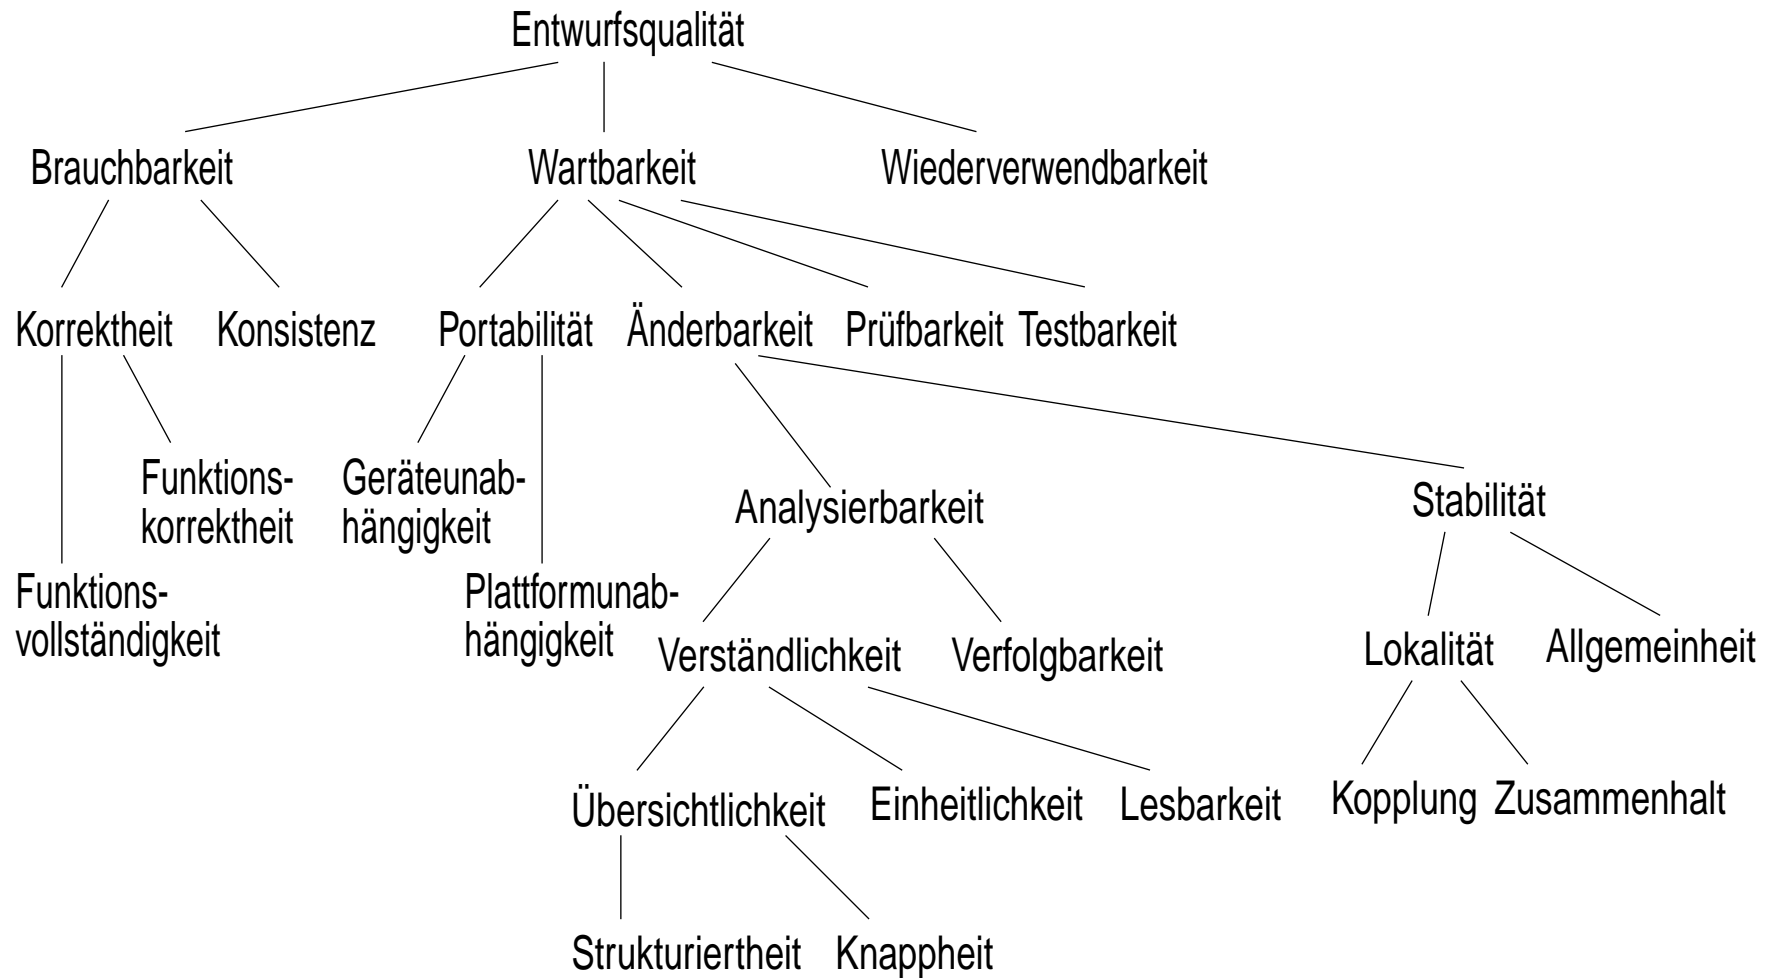 Entwurfsqualität
Brauchbarkeit
Wartbarkeit
Wiederverwendbarkeit
Korrektheit
Konsistenz
Portabilität
Änderbarkeit
Prüfbarkeit
Testbarkeit
Funktions-
korrektheit
Geräteunab-
hängigkeit
Analysierbarkeit
Stabilität
Funktions-
vollständigkeit
Plattformunab-
hängigkeit
Verständlichkeit
Verfolgbarkeit
Lokalität
Allgemeinheit
Übersichtlichkeit
Einheitlichkeit
Lesbarkeit
Kopplung
Zusammenhalt
Strukturiertheit
Knappheit